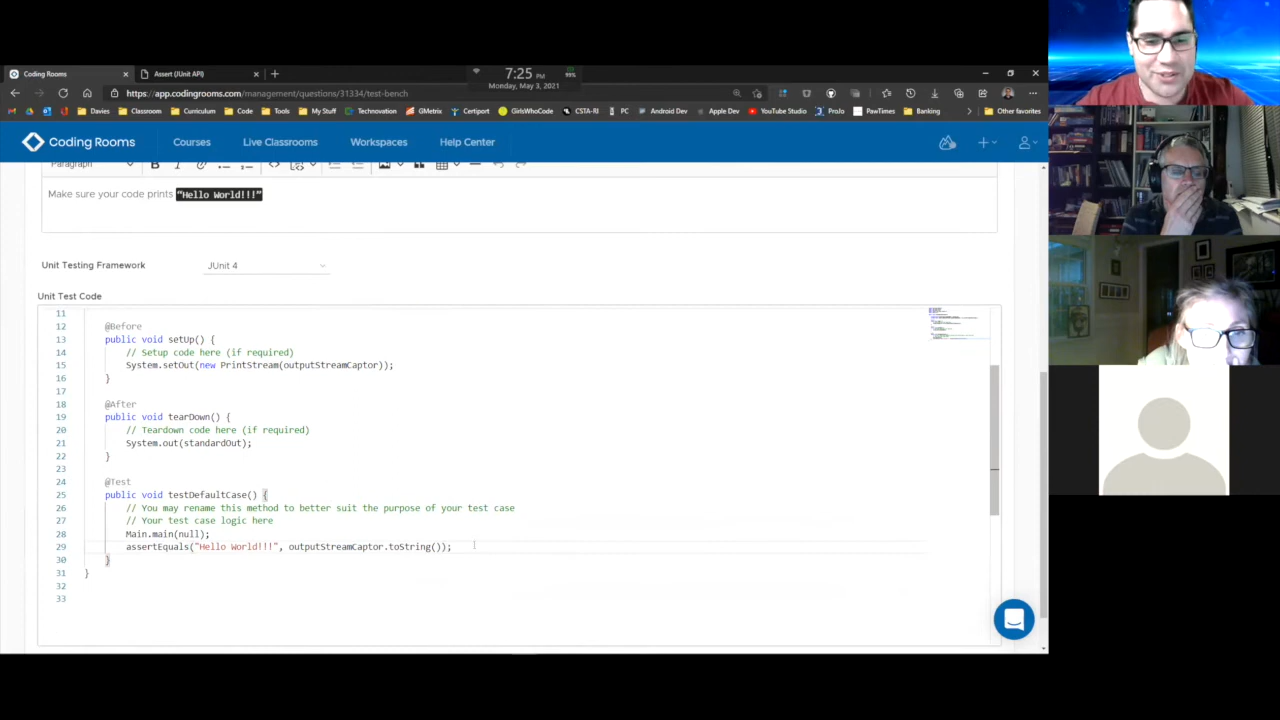 Coding Rooms
Assert (JUnit API)
7:25 PM
99%
Monday, May 3, 2021
https://app.codingrooms.com/management/questions/31334/test-bench
Davies Classroom Curriculum Code Tools My Stuff Technovation GMetrix Certiport GirlsWhoCode CSTA-RI PC Android Dev Apple Dev YouTube Studio ProJo PawTimes Banking Other favorites
Coding Rooms Courses Live Classrooms Workspaces Help Center
Paragraph
Make sure your code prints "Hello World!!!"
Unit Testing Framework JUnit 4
Unit Test Code
11
12 @Before
13 public void setUp() {
14 // Setup code here (if required)
15 System.setOut(new PrintStream(outputStreamCaptor));
16 }
17
18 @After
19 public void tearDown() {
20 // Teardown code here (if required)
21 System.out(standardOut);
22 }
23
24 @Test
25 public void testDefaultCase() {
26 // You may rename this method to better suit the purpose of your test case
27 // Your test case logic here
28 Main.main(null);
29 assertEquals("Hello World!!!", outputStreamCaptor.toString());
30 }
31 }
32
33